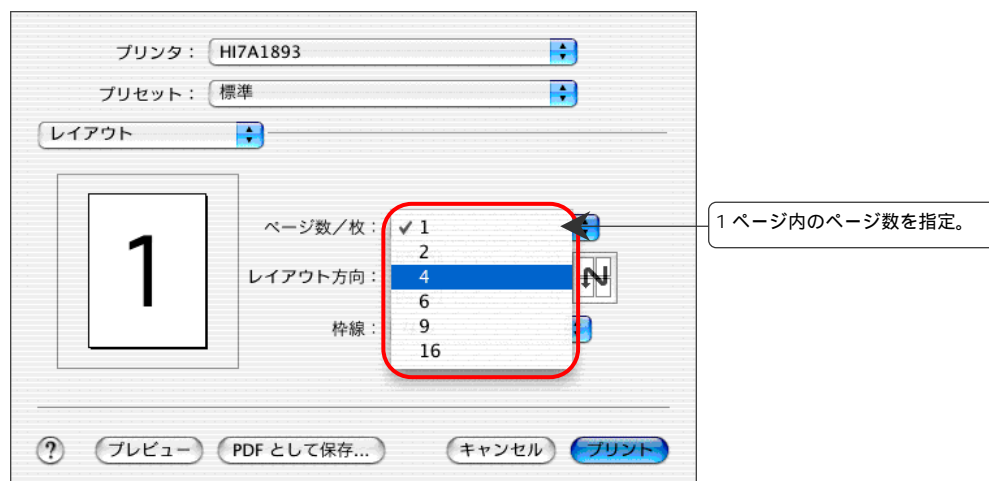 プリンタ： HI7A1893
プリセット： 標準
レイアウト
1
ページ数／枚：
✓ 1
2
4
6
9
16
レイアウト方向：
枠線：
1 ページ内のページ数を指定。
? プレビュー PDF として保存... キャンセル プリント